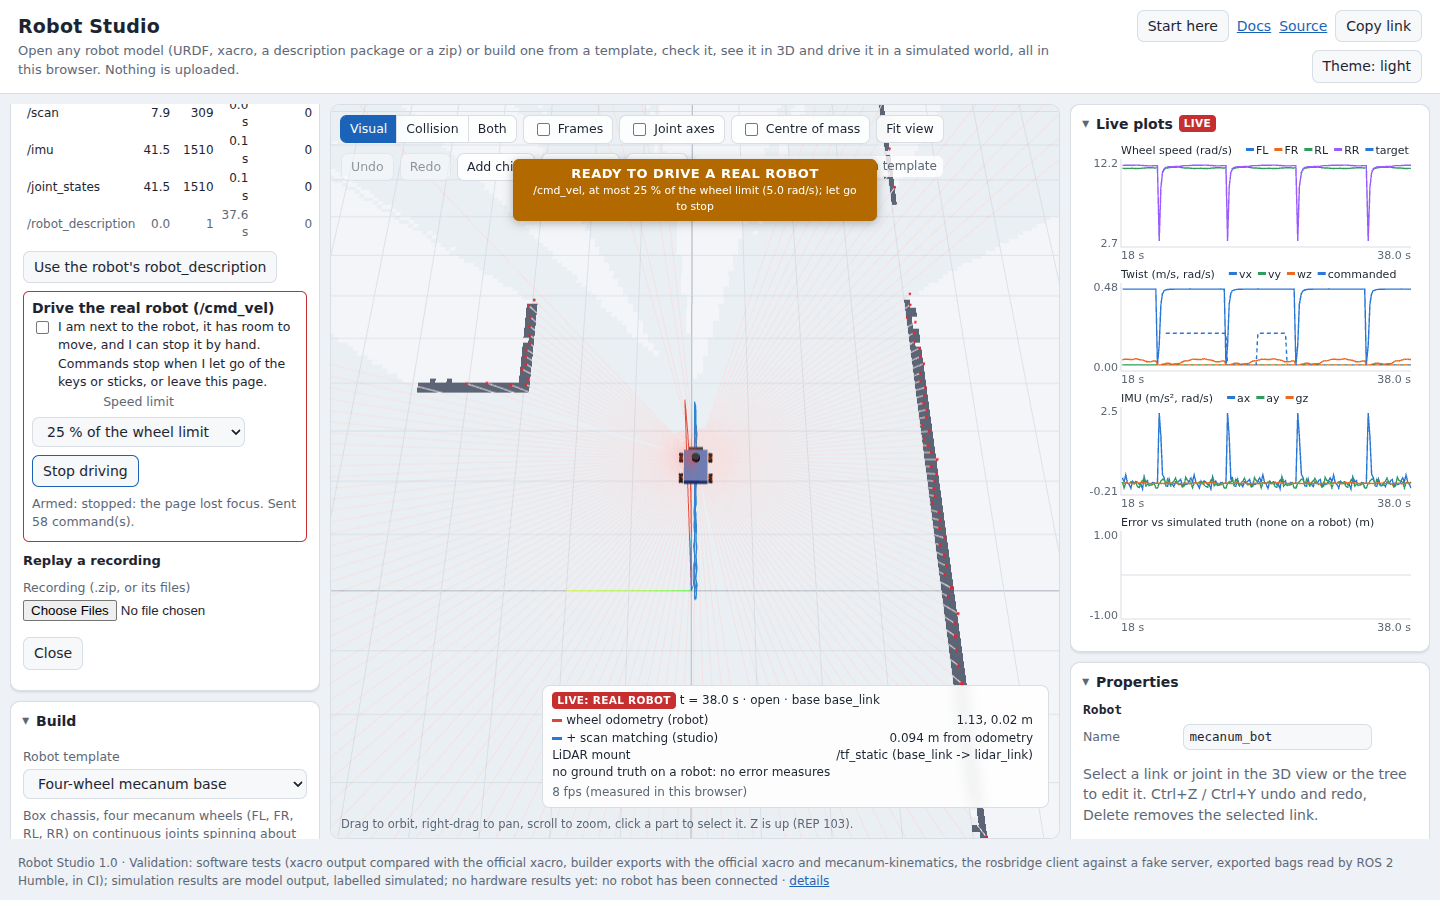 Robot Studio
Open any robot model (URDF, xacro, a description package or a zip) or build one from a template, check it, see it in 3D and drive it in a simulated world, all in
this browser. Nothing is uploaded.
Start here
Docs
Source
Copy link
Theme: light
/scan 7.9 309 0.0 s 0
/imu 41.5 1510 0.1 s 0
/joint_states 41.5 1510 0.1 s 0
/robot_description 0.0 1 37.6 s 0
Use the robot's robot_description
Drive the real robot (/cmd_vel)
I am next to the robot, it has room to
move, and I can stop it by hand.
Commands stop when I let go of the
keys or sticks, or leave this page.
Speed limit
25 % of the wheel limit
Stop driving
Armed: stopped: the page lost focus. Sent
58 command(s).
Replay a recording
Recording (.zip, or its files)
Choose Files No file chosen
Close
▼ Build
Robot template
Four-wheel mecanum base
Box chassis, four mecanum wheels (FL, FR,
RL, RR) on continuous joints spinning about
Visual Collision Both Frames Joint axes Centre of mass Fit view
Undo Redo Add chi
template
READY TO DRIVE A REAL ROBOT
/cmd_vel, at most 25 % of the wheel limit (5.0 rad/s); let go
to stop
LIVE: REAL ROBOT t = 38.0 s · open · base base_link
wheel odometry (robot) 1.13, 0.02 m
+ scan matching (studio) 0.094 m from odometry
LiDAR mount /tf_static (base_link -> lidar_link)
no ground truth on a robot: no error measures
8 fps (measured in this browser)
Drag to orbit, right-drag to pan, scroll to zoom, click a part to select it. Z is up (REP 103).
▼ Live plots LIVE
Wheel speed (rad/s) FL FR RL RR target
12.2
2.7
18 s 38.0 s
Twist (m/s, rad/s) vx vy wz commanded
0.48
0.00
18 s 38.0 s
IMU (m/s², rad/s) ax ay gz
2.5
-0.21
18 s 38.0 s
Error vs simulated truth (none on a robot) (m)
1.00
-1.00
18 s 38.0 s
▼ Properties
Robot
Name mecanum_bot
Select a link or joint in the 3D view or the tree
to edit it. Ctrl+Z / Ctrl+Y undo and redo,
Delete removes the selected link.
Robot Studio 1.0 · Validation: software tests (xacro output compared with the official xacro, builder exports with the official xacro and mecanum-kinematics, the rosbridge client against a fake server, exported bags read by ROS 2
Humble, in CI); simulation results are model output, labelled simulated; no hardware results yet: no robot has been connected · details